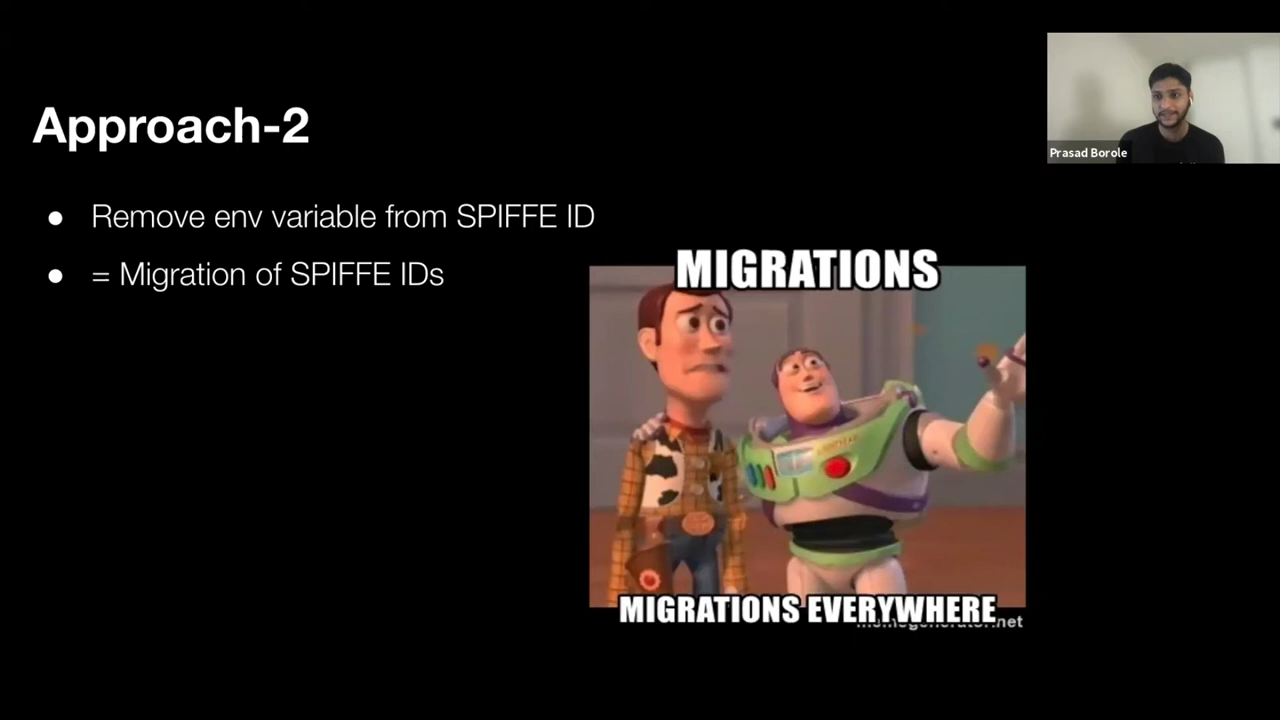 Approach-2
Prasad Borole
● Remove env variable from SPIFFE ID
● = Migration of SPIFFE IDs
MIGRATIONS
MIGRATIONS EVERYWHERE